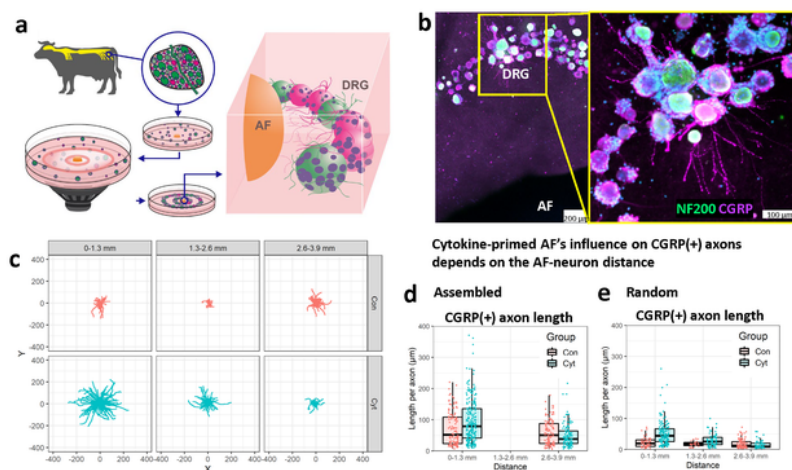 a
DRG
AF
b
DRG
AF
200 µm
NF200 CGRP
100 µm
Cytokine-primed AF's influence on CGRP(+) axons
depends on the AF-neuron distance
c
0-1.3 mm
1.3-2.6 mm
2.6-3.9 mm
400
200
0
-200
-400
Con
Y
400
200
0
-200
-400
Cyt
-400 -200 0 200 400
-400 -200 0 200 400
-400 -200 0 200 400
X
X
d Assembled
CGRP(+) axon length
Length per axon (µm)
400
300
200
100
0
Group
Con
Cyt
0-1.3 mm
1.3-2.6 mm
2.6-3.9 mm
Distance
e Random
CGRP(+) axon length
Length per axon (µm)
400
300
200
100
0
Group
Con
Cyt
0-1.3 mm
1.3-2.6 mm
2.6-3.9 mm
Distance